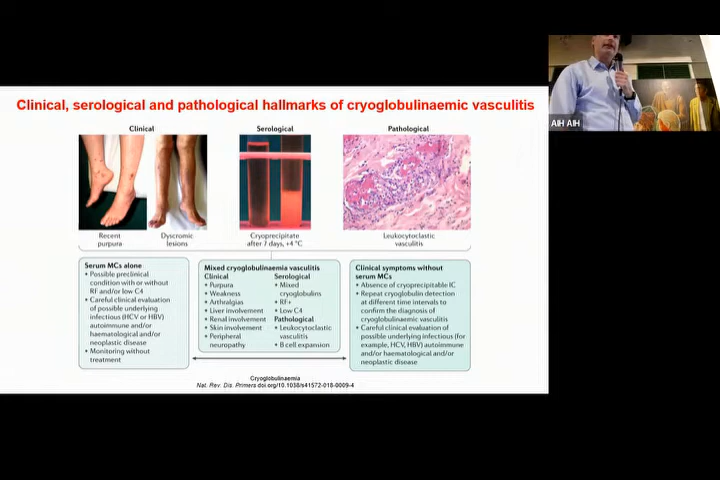 Clinical, serological and pathological hallmarks of cryoglobulinaemic vasculitis
Clinical
Serological
Pathological
Recent
purpura
Dyscromic
lesions
Cryoprecipitate
after 7 days, +4 °C
Leukocytoclastic
vasculitis
Serum MCs alone
• Possible preclinical
condition with or without
RF and/or low C4
• Careful clinical evaluation
of possible underlying
infectious (HCV or HBV)
autoimmune and/or
haematological and/or
neoplastic disease
• Monitoring without
treatment
Mixed cryoglobulinaemia vasculitis
Clinical
• Purpura
• Weakness
• Arthralgias
• Liver involvement
• Renal involvement
• Skin involvement
• Peripheral
neuropathy
Serological
• Mixed
cryoglobulins
• RF+
• Low C4
Pathological
• Leukocytoclastic
vasculitis
• B cell expansion
Clinical symptoms without
serum MCs
• Absence of cryoprecipitable IC
• Repeat cryoglobulin detection
at different time intervals to
confirm the diagnosis of
cryoglobulinaemic vasculitis
• Careful clinical evaluation of
possible underlying infectious (for
example, HCV, HBV) autoimmune
and/or haematological and/or
neoplastic disease
Cryoglobulinaemia
Nat. Rev. Dis. Primers doi.org/10.1038/s41572-018-0009-4
AIH AIH